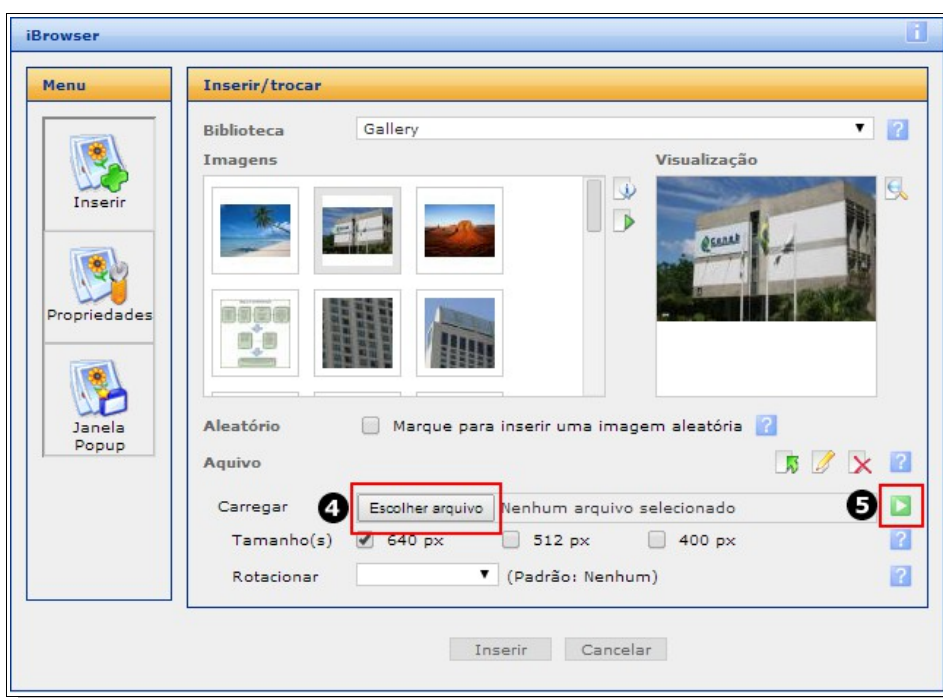 iBrowser
Menu
Inserir
Propriedades
Janela
Popup
Inserir/trocar
Biblioteca Gallery
Imagens Visualização
Aleatório Marque para inserir uma imagem aleatória
Aquivo
Carregar 4 Escolher arquivo Nenhum arquivo selecionado 5
Tamanho(s) 640 px 512 px 400 px
Rotacionar (Padrão: Nenhum)
Inserir Cancelar